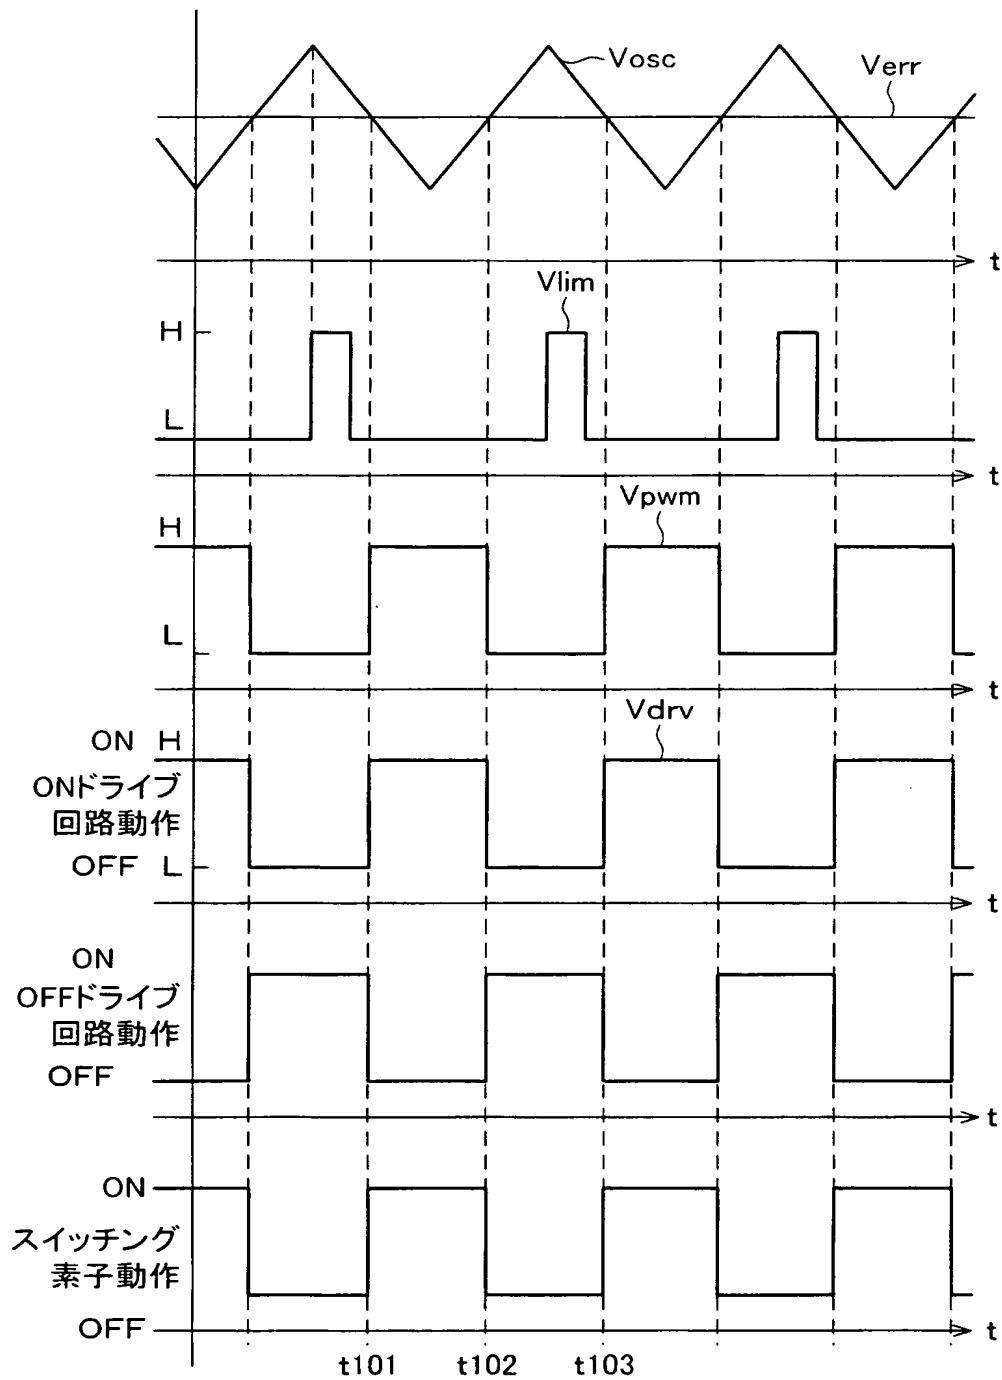 Vosc
Verr
t
Vlim
H
L
t
Vpwm
H
L
t
Vdrv
ON H
ONドライブ
回路動作
OFF L
t
ON
OFFドライブ
回路動作
OFF
t
ON
スイッチング
素子動作
OFF
t
t101 t102 t103